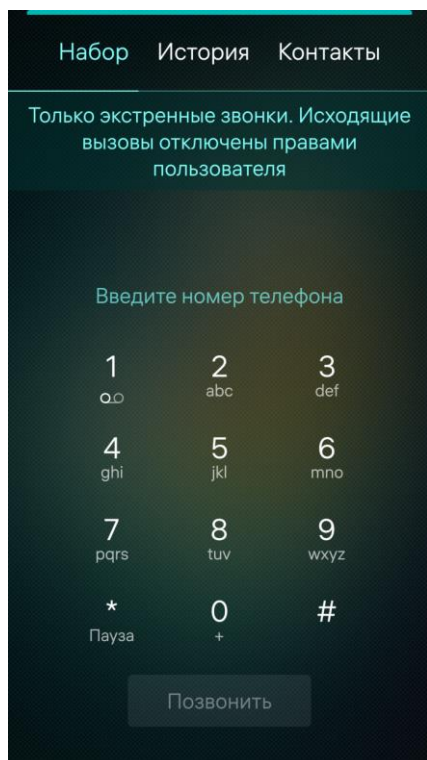 Набор История Контакты
Только экстренные звонки. Исходящие
вызовы отключены правами
пользователя
Введите номер телефона
1 2 3
abc def
4 5 6
ghi jkl mno
7 8 9
pqrs tuv wxyz
* 0 #
Пауза +
Позвонить